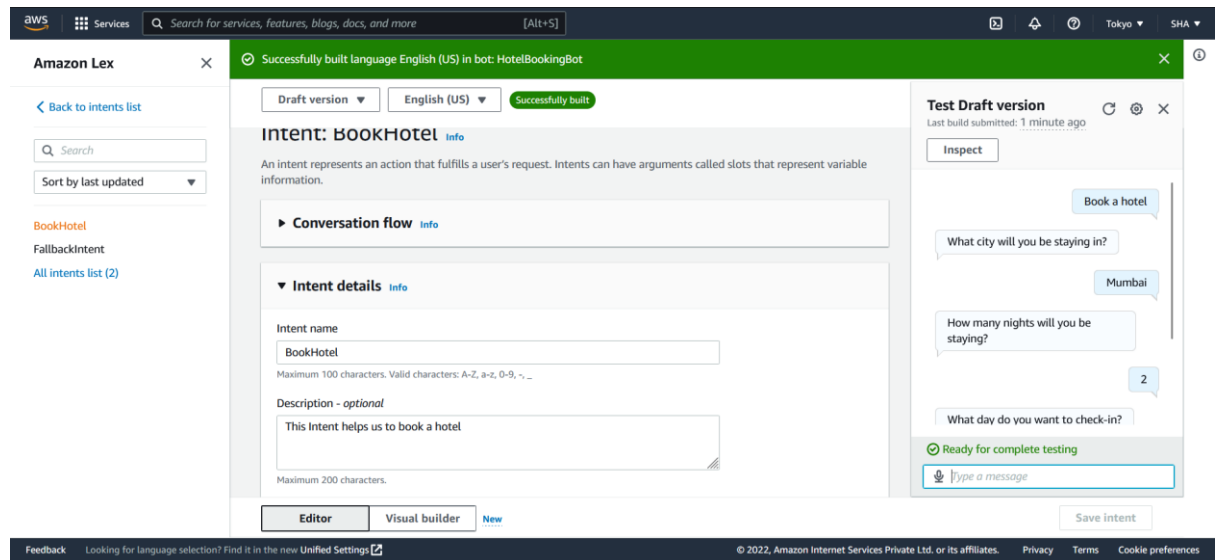 aws
Services
Search for services, features, blogs, docs, and more
[Alt+S]
Tokyo ▼
SHA ▼
Amazon Lex
Back to intents list
Search
Sort by last updated
BookHotel
FallbackIntent
All intents list (2)
Successfully built language English (US) in bot: HotelBookingBot
Draft version ▼
English (US) ▼
Successfully built
Intent: BookHotel Info
An intent represents an action that fulfills a user's request. Intents can have arguments called slots that represent variable
information.
Conversation flow Info
Intent details Info
Intent name
BookHotel
Maximum 100 characters. Valid characters: A-Z, a-z, 0-9, -, _
Description - optional
This Intent helps us to book a hotel
Maximum 200 characters.
Editor
Visual builder
New
Save intent
Test Draft version
Last build submitted: 1 minute ago
Inspect
Book a hotel
What city will you be staying in?
Mumbai
How many nights will you be
staying?
2
What day do you want to check-in?
Ready for complete testing
Type a message
Feedback
Looking for language selection? Find it in the new Unified Settings
© 2022, Amazon Internet Services Private Ltd. or its affiliates.
Privacy
Terms
Cookie preferences